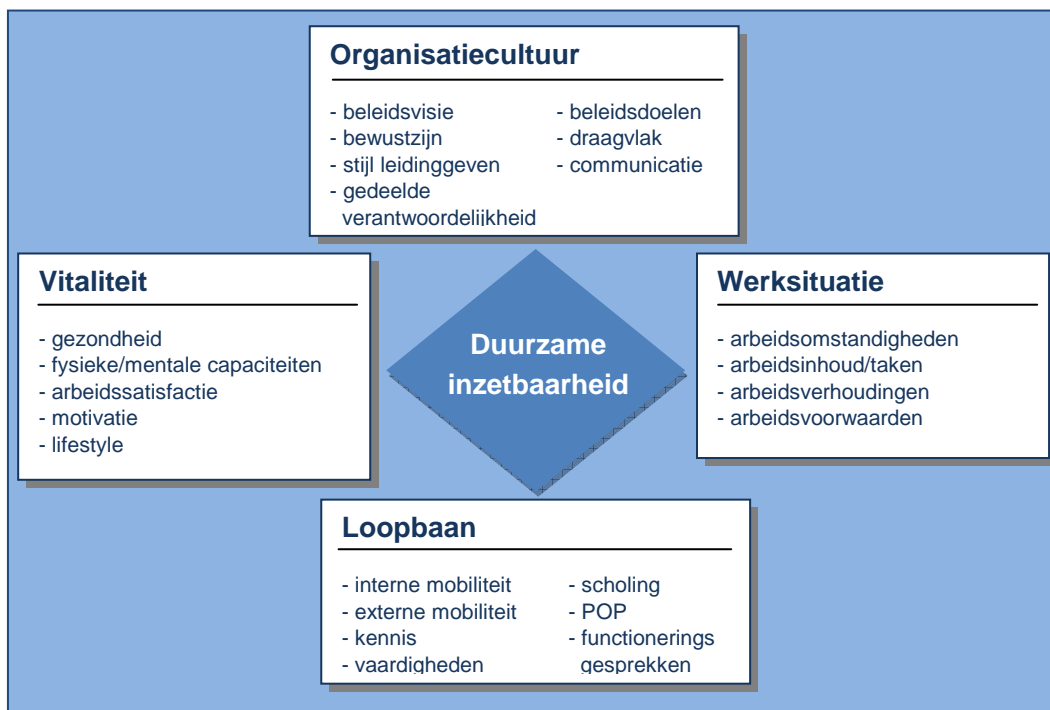 Organisatiecultuur
- beleidsvisie
- bewustzijn
- stijl leidinggeven
- gedeelde
verantwoordelijkheid
- beleidsdoelen
- draagvlak
- communicatie
Vitaliteit
- gezondheid
- fysieke/mentale capaciteiten
- arbeidssatisfactie
- motivatie
- lifestyle
Duurzame
inzetbaarheid
Werksituatie
- arbeidsomstandigheden
- arbeidsinhoud/taken
- arbeidsverhoudingen
- arbeidsvoorwaarden
Loopbaan
- interne mobiliteit
- externe mobiliteit
- kennis
- vaardigheden
- scholing
- POP
- functionerings
gesprekken